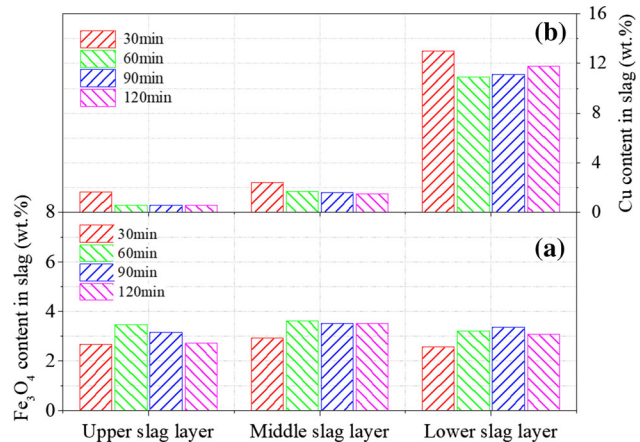 16
(b)
30min
60min
90min
120min
12
8
4
0
Cu content in slag (wt.%)
8
(a)
30min
60min
90min
120min
6
4
2
0
Fe₃O₄ content in slag (wt.%)
Upper slag layer Middle slag layer Lower slag layer